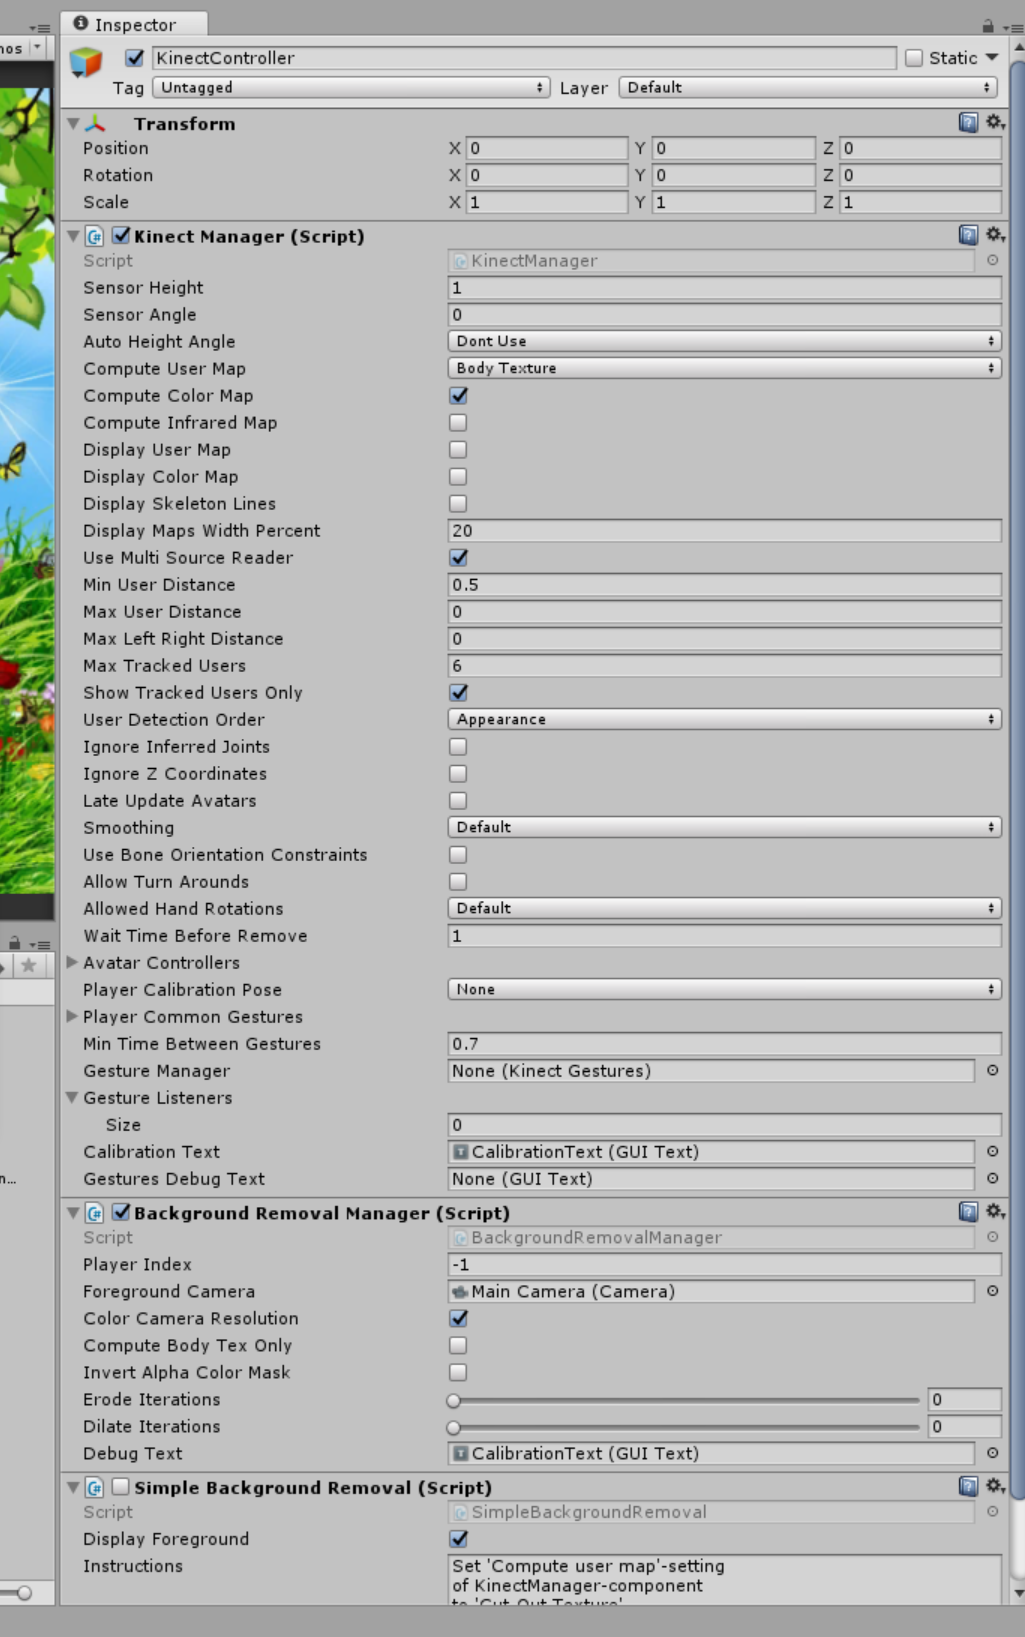 Inspector
KinectController Static
Tag Untagged Layer Default
Transform
Position X 0 Y 0 Z 0
Rotation X 0 Y 0 Z 0
Scale X 1 Y 1 Z 1
Kinect Manager (Script)
Script KinectManager
Sensor Height 1
Sensor Angle 0
Auto Height Angle Dont Use
Compute User Map Body Texture
Compute Color Map
Compute Infrared Map
Display User Map
Display Color Map
Display Skeleton Lines
Display Maps Width Percent 20
Use Multi Source Reader
Min User Distance 0.5
Max User Distance 0
Max Left Right Distance 0
Max Tracked Users 6
Show Tracked Users Only
User Detection Order Appearance
Ignore Inferred Joints
Ignore Z Coordinates
Late Update Avatars
Smoothing Default
Use Bone Orientation Constraints
Allow Turn Arounds
Allowed Hand Rotations Default
Wait Time Before Remove 1
Avatar Controllers
Player Calibration Pose None
Player Common Gestures
Min Time Between Gestures 0.7
Gesture Manager None (Kinect Gestures)
Gesture Listeners
Size 0
Calibration Text CalibrationText (GUI Text)
Gestures Debug Text None (GUI Text)
Background Removal Manager (Script)
Script BackgroundRemovalManager
Player Index -1
Foreground Camera Main Camera (Camera)
Color Camera Resolution
Compute Body Tex Only
Invert Alpha Color Mask
Erode Iterations 0
Dilate Iterations 0
Debug Text CalibrationText (GUI Text)
Simple Background Removal (Script)
Script SimpleBackgroundRemoval
Display Foreground
Instructions Set 'Compute user map'-setting
of KinectManager-component
to 'Cut-Out Texture'